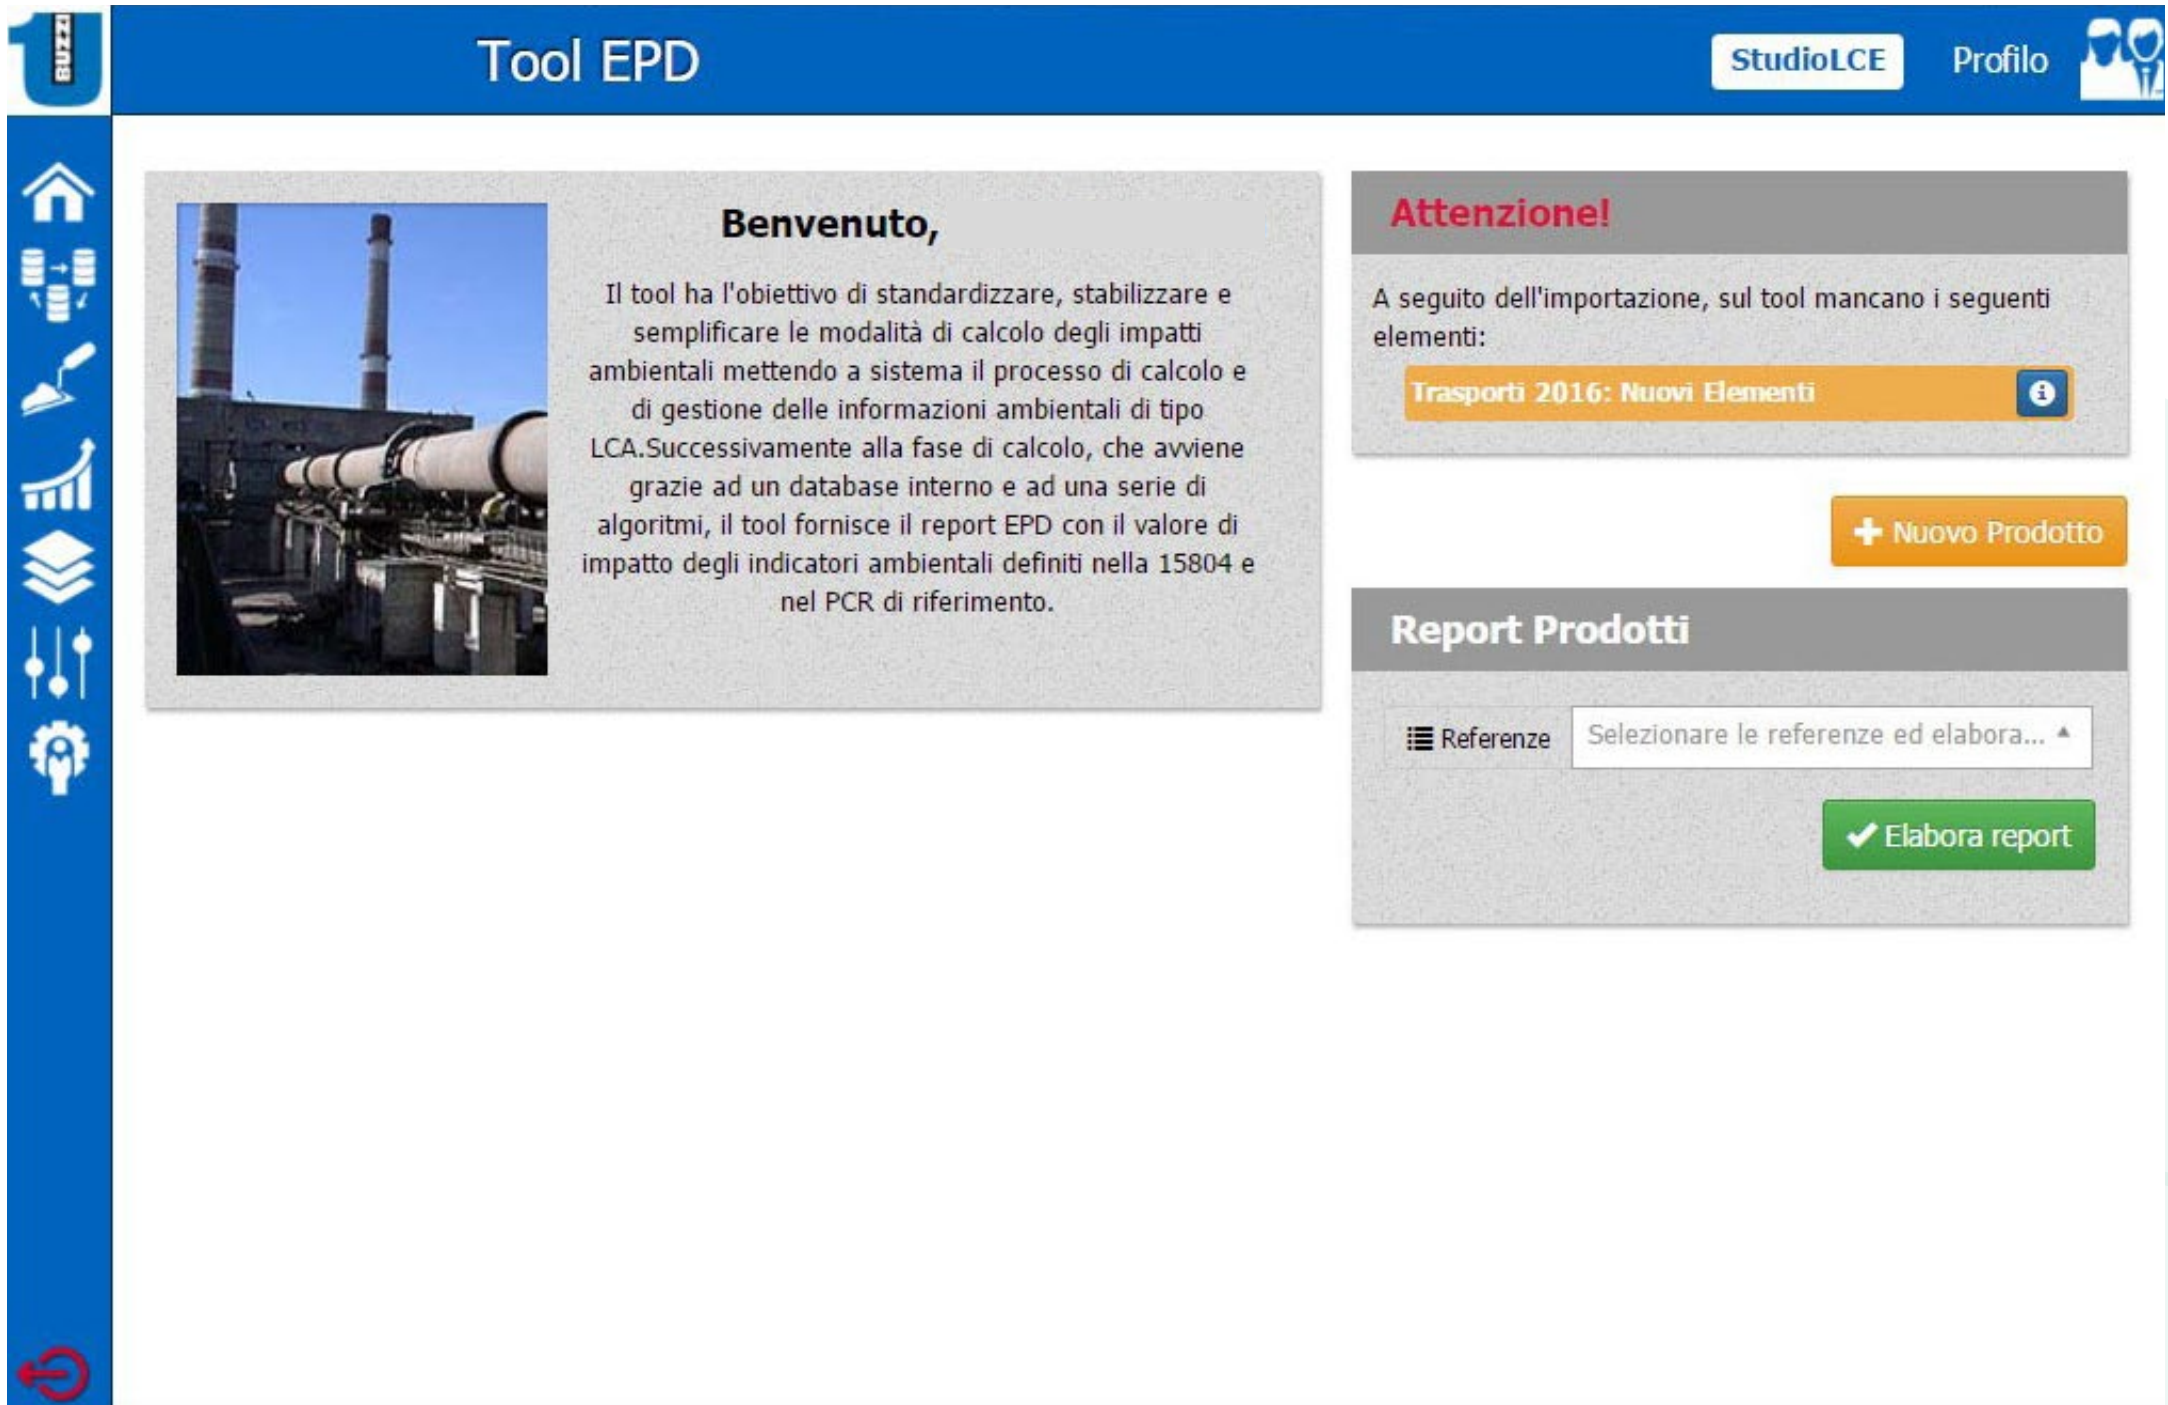 BUZZI
Tool EPD
StudioLCE
Profilo
Benvenuto,
Il tool ha l'obiettivo di standardizzare, stabilizzare e
semplificare le modalità di calcolo degli impatti
ambientali mettendo a sistema il processo di calcolo e
di gestione delle informazioni ambientali di tipo
LCA.Successivamente alla fase di calcolo, che avviene
grazie ad un database interno e ad una serie di
algoritmi, il tool fornisce il report EPD con il valore di
impatto degli indicatori ambientali definiti nella 15804 e
nel PCR di riferimento.
Attenzione!
A seguito dell'importazione, sul tool mancano i seguenti
elementi:
Trasporti 2016: Nuovi Elementi
Nuovo Prodotto
Report Prodotti
Referenze
Selezionare le referenze ed elabora...
Elabora report